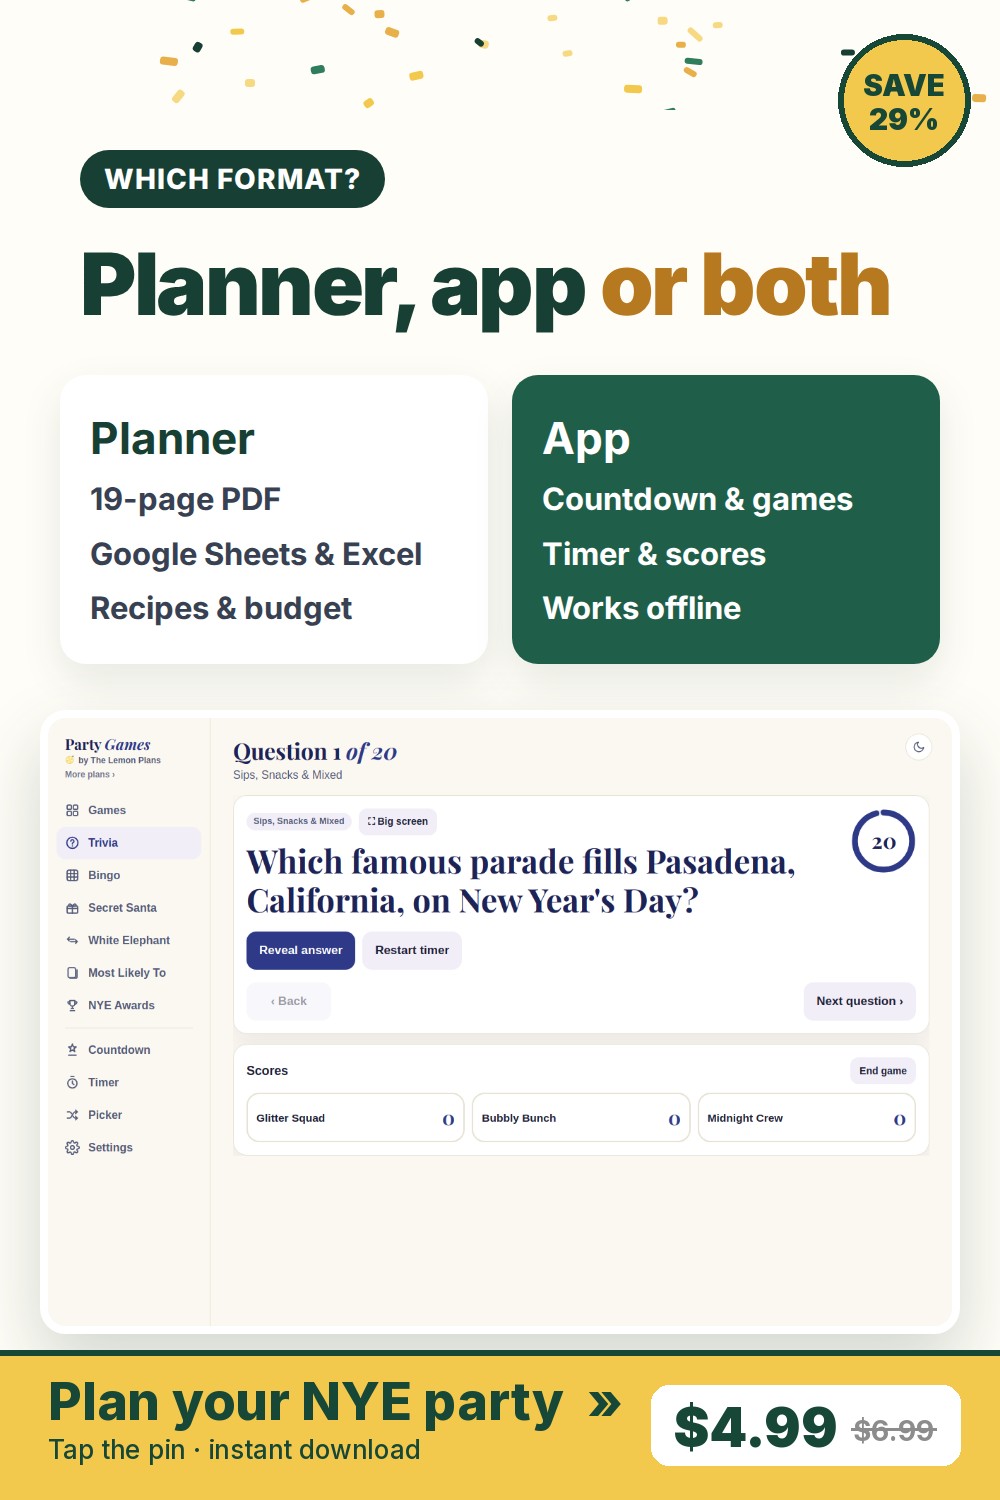 SAVE
29%
WHICH FORMAT?
Planner, app or both
Planner
19-page PDF
Google Sheets & Excel
Recipes & budget
App
Countdown & games
Timer & scores
Works offline
Party Games
by The Lemon Plans
More plans ›
Games
Trivia
Bingo
Secret Santa
White Elephant
Most Likely To
NYE Awards
Countdown
Timer
Picker
Settings
Question 1 of 20
Sips, Snacks & Mixed
Sips, Snacks & Mixed
Big screen
20
Which famous parade fills Pasadena,
California, on New Year's Day?
Reveal answer
Restart timer
‹ Back
Next question ›
Scores
End game
Glitter Squad 0
Bubbly Bunch 0
Midnight Crew 0
Plan your NYE party »
Tap the pin · instant download
$4.99 $6.99